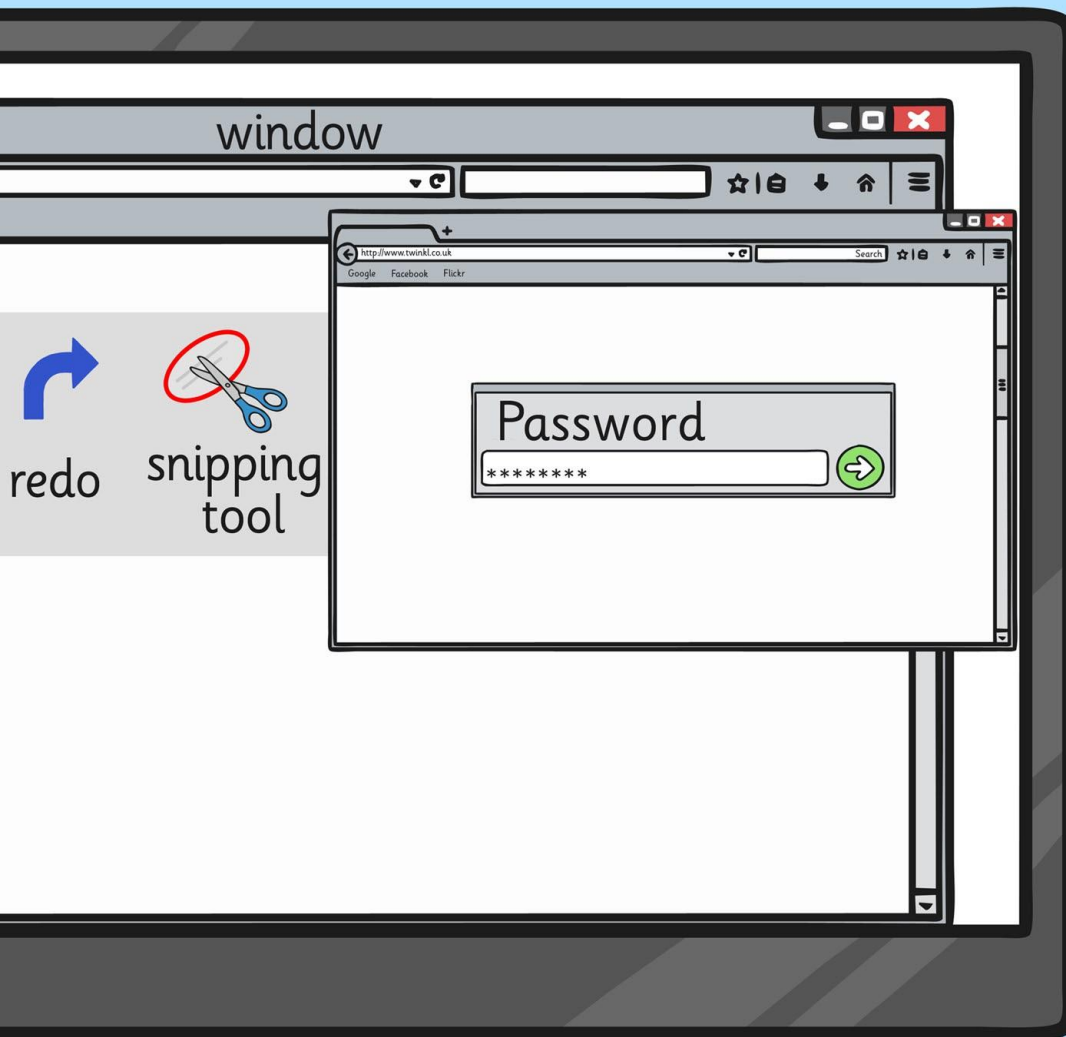 window
http://www.twinkl.co.uk
Search
Google Facebook Flickr
redo
snipping
tool
Password
********